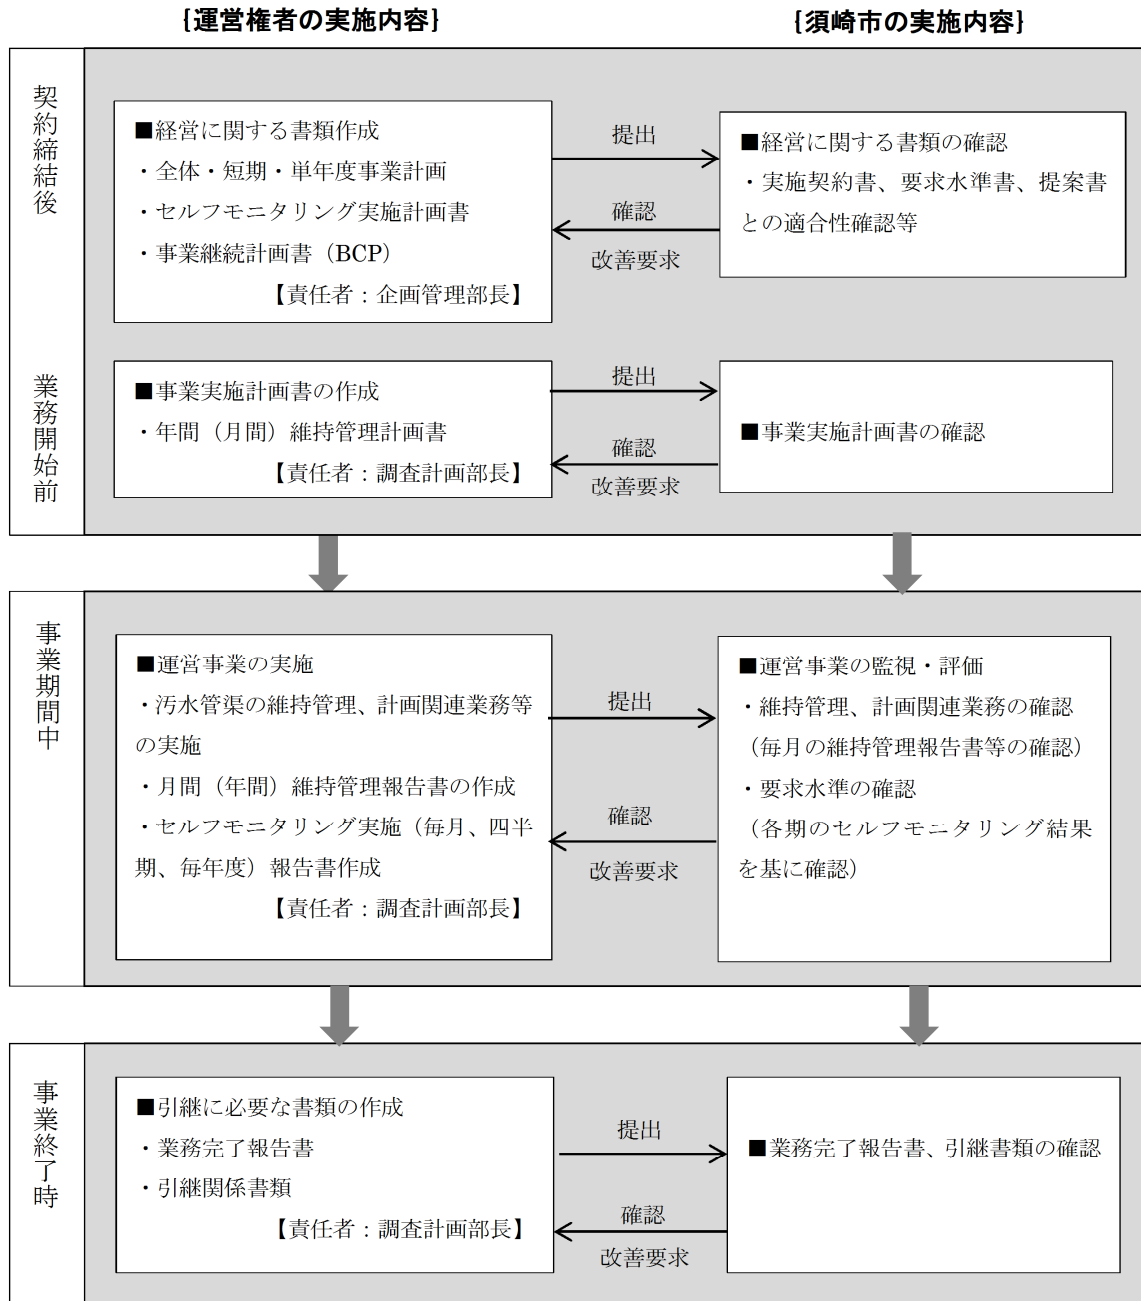 {運営権者の実施内容}
{須崎市の実施内容}
契約締結後
■経営に関する書類作成
・全体・短期・単年度事業計画
・セルフモニタリング実施計画書
・事業継続計画書（BCP）
【責任者：企画管理部長】
提出
確認
改善要求
■経営に関する書類の確認
・実施契約書、要求水準書、提案書
との適合性確認等
業務開始前
■事業実施計画書の作成
・年間（月間）維持管理計画書
【責任者：調査計画部長】
提出
確認
改善要求
■事業実施計画書の確認
事業期間中
■運営事業の実施
・汚水管渠の維持管理、計画関連業務等
の実施
・月間（年間）維持管理報告書の作成
・セルフモニタリング実施（毎月、四半
期、毎年度）報告書作成
【責任者：調査計画部長】
提出
確認
改善要求
■運営事業の監視・評価
・維持管理、計画関連業務の確認
（毎月の維持管理報告書等の確認）
・要求水準の確認
（各期のセルフモニタリング結果
を基に確認）
事業終了時
■引継に必要な書類の作成
・業務完了報告書
・引継関係書類
【責任者：調査計画部長】
提出
確認
改善要求
■業務完了報告書、引継書類の確認